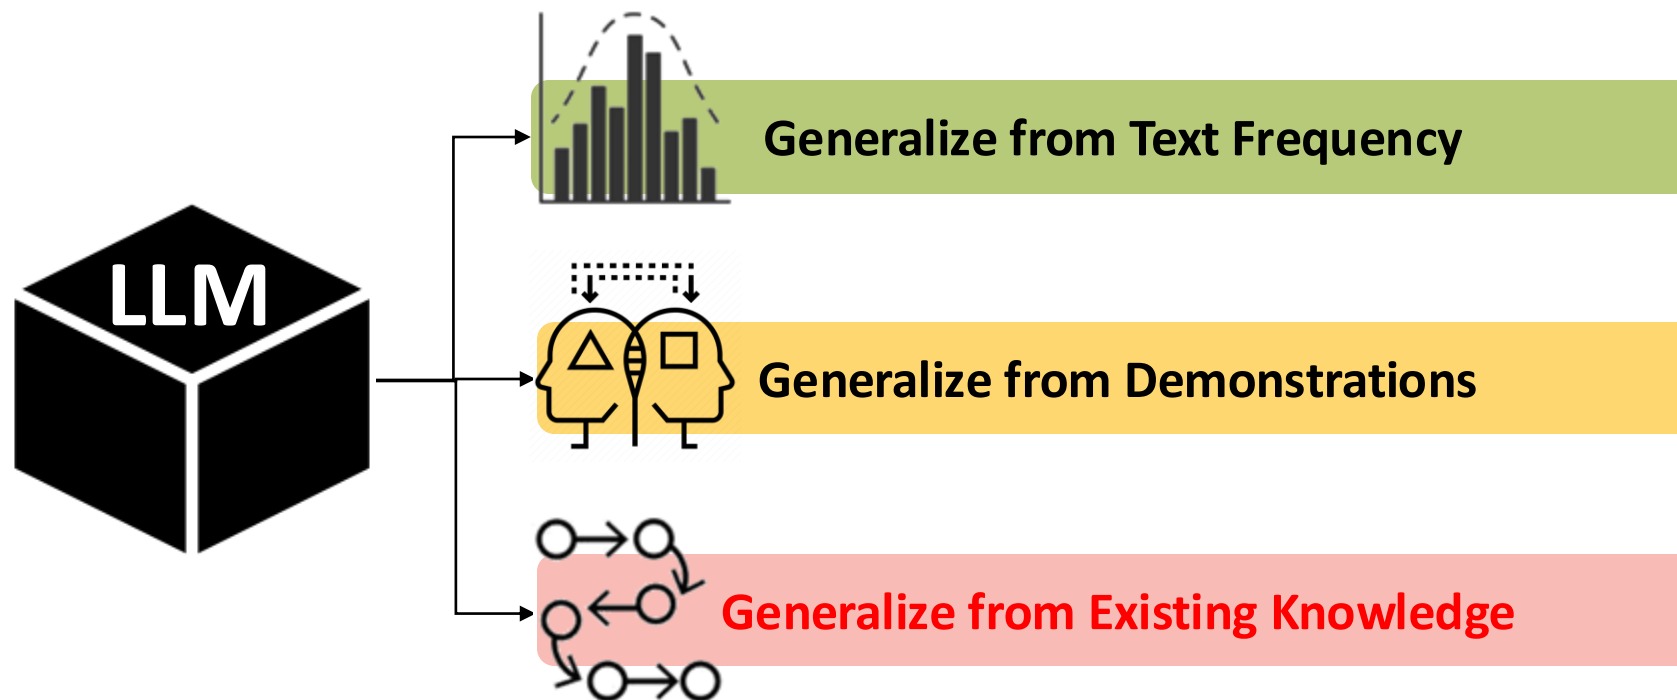 LLM
Generalize from Text Frequency
Generalize from Demonstrations
Generalize from Existing Knowledge